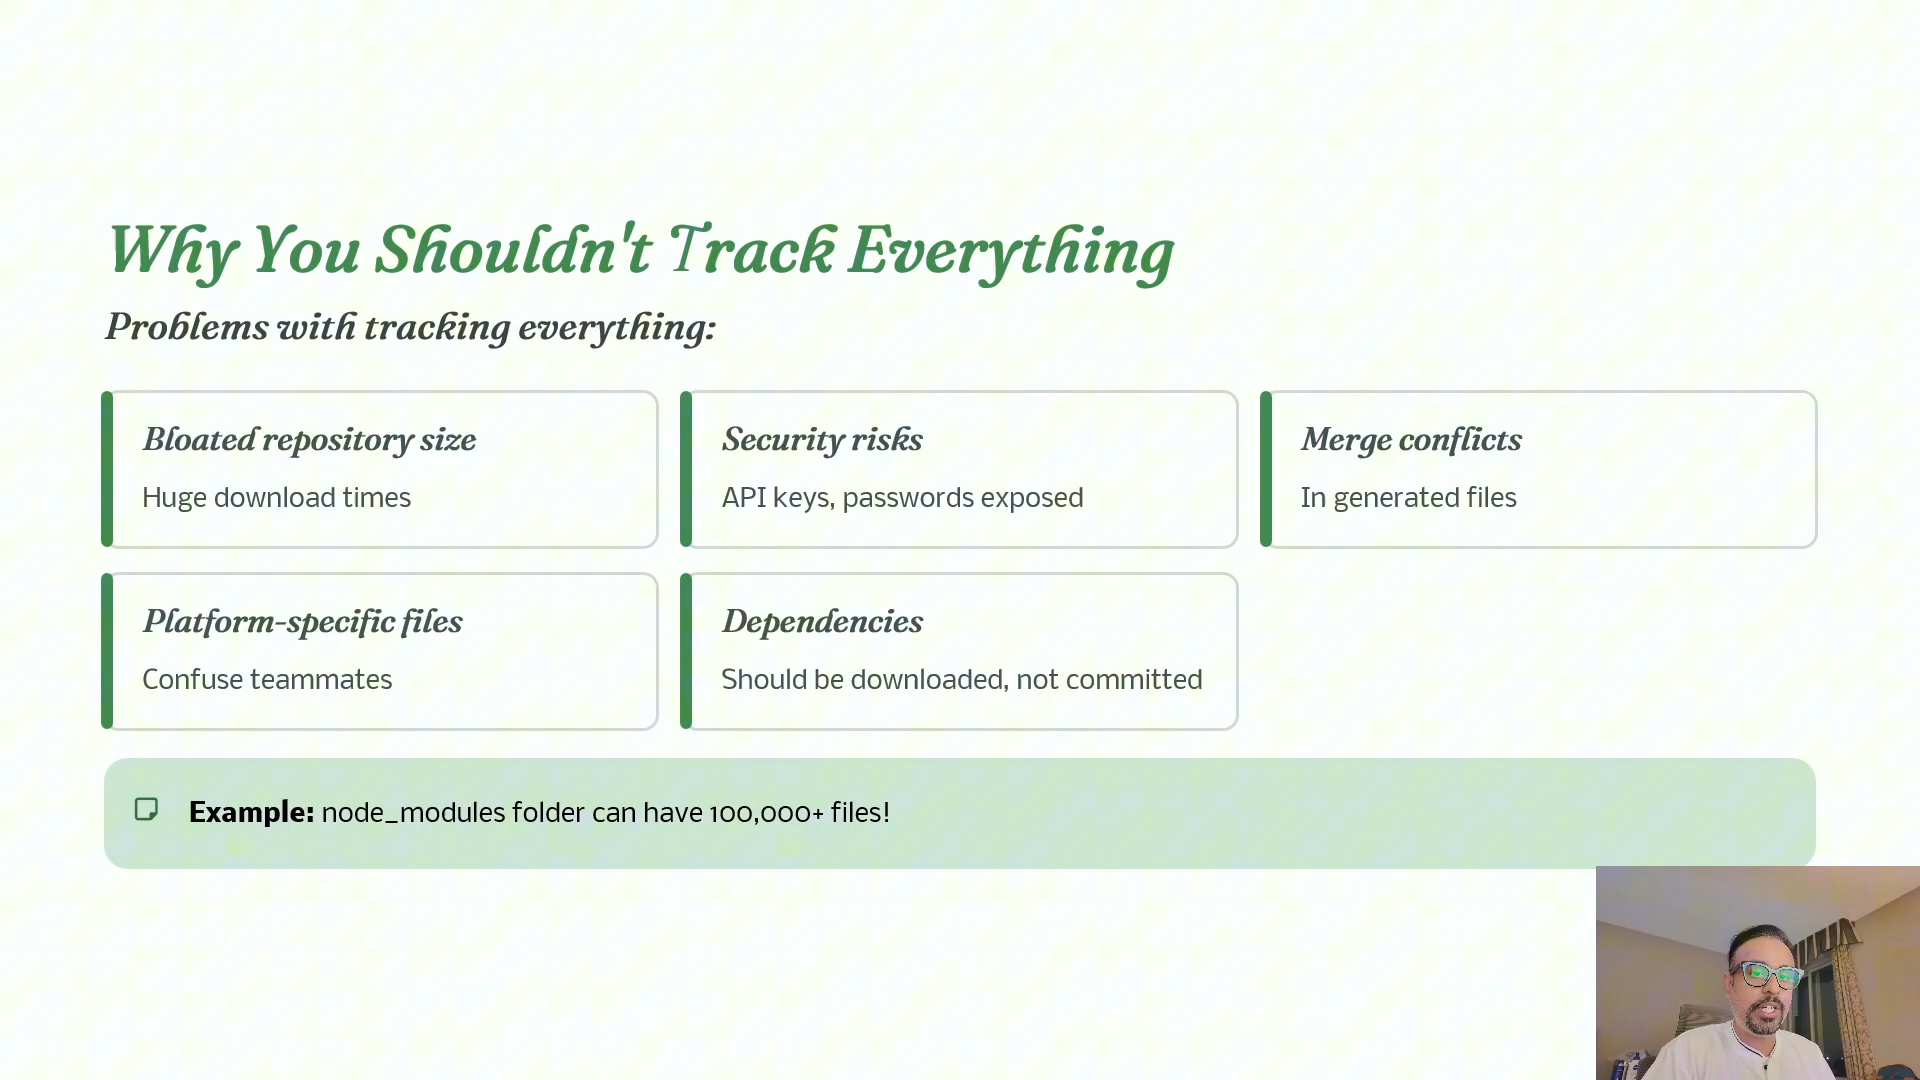 Why You Shouldn't Track Everything
Problems with tracking everything:
Bloated repository size
Huge download times
Security risks
API keys, passwords exposed
Merge conflicts
In generated files
Platform-specific files
Confuse teammates
Dependencies
Should be downloaded, not committed
Example: node_modules folder can have 100,000+ files!